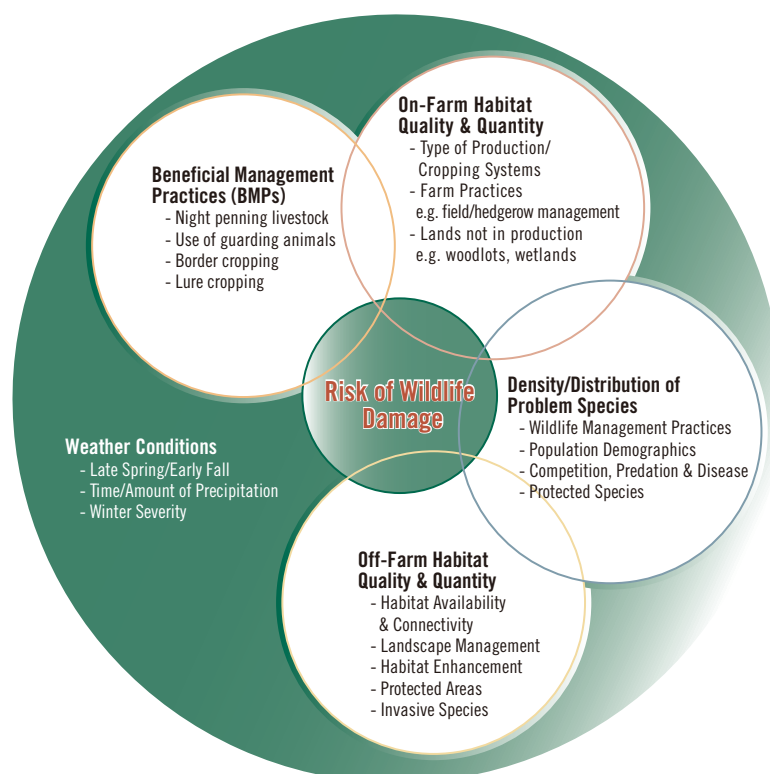 On-Farm Habitat
Quality & Quantity
- Type of Production/
Cropping Systems
- Farm Practices
e.g. field/hedgerow management
- Lands not in production
e.g. woodlots, wetlands
Beneficial Management
Practices (BMPs)
- Night penning livestock
- Use of guarding animals
- Border cropping
- Lure cropping
Risk of Wildlife
Damage
Density/Distribution of
Problem Species
- Wildlife Management Practices
- Population Demographics
- Competition, Predation & Disease
- Protected Species
Weather Conditions
- Late Spring/Early Fall
- Time/Amount of Precipitation
- Winter Severity
Off-Farm Habitat
Quality & Quantity
- Habitat Availability
& Connectivity
- Landscape Management
- Habitat Enhancement
- Protected Areas
- Invasive Species